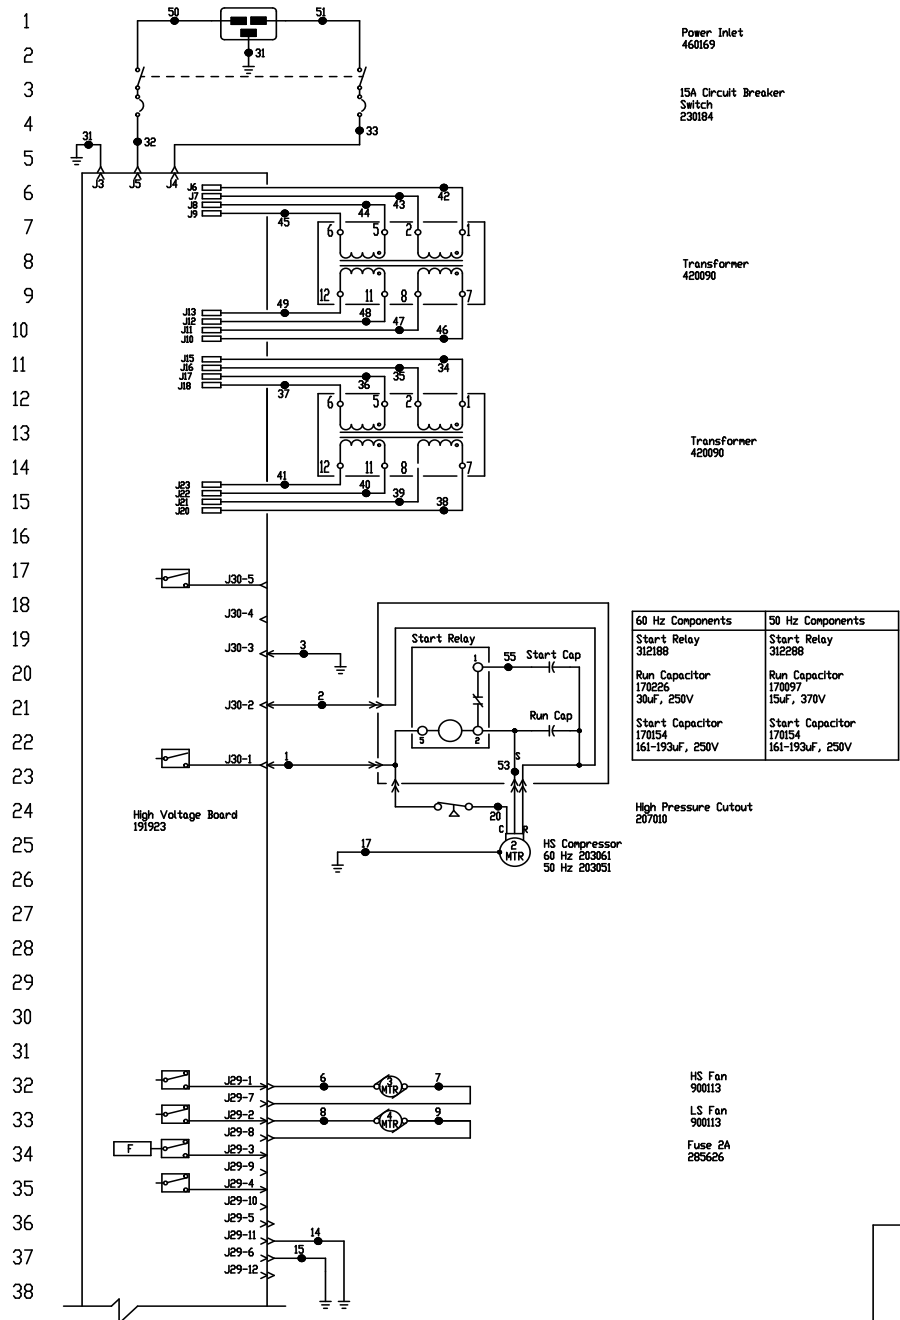 1
50
51
Power Inlet
460169
2
31
3
15A Circuit Breaker
Switch
230184
4
31
32
33
5
J3
J5
J4
6
J6
J7
J8
J9
42
43
44
45
7
6
5
2
1
8
Transformer
420090
9
12
11
8
7
J13
J12
J11
J10
49
48
47
46
10
11
J15
J16
J17
J18
34
35
36
37
12
6
5
2
1
13
Transformer
420090
14
12
11
8
7
J23
J22
J21
J20
41
40
39
38
15
16
17
J30-5
18
J30-4
19
J30-3
3
Start Relay
1
55
Start Cap
20
21
J30-2
2
Run Cap
22
5
2
S
J30-1
1
53
23
60 Hz Components
50 Hz Components
Start Relay
312188
Start Relay
312288
Run Capacitor
170226
30uF, 250V
Run Capacitor
170097
15uF, 370V
Start Capacitor
170154
161-193uF, 250V
Start Capacitor
170154
161-193uF, 250V
24
High Voltage Board
191923
20
High Pressure Cutout
207010
C
R
25
17
2
MTR
HS Compressor
60 Hz 203061
50 Hz 203051
26
27
28
29
30
31
32
J29-1
6
3
MTR
7
HS Fan
900113
J29-7
33
J29-2
8
4
MTR
9
LS Fan
900113
J29-8
34
F
J29-3
Fuse 2A
285626
J29-9
35
J29-4
J29-10
36
J29-5
J29-11
14
37
J29-6
15
J29-12
38